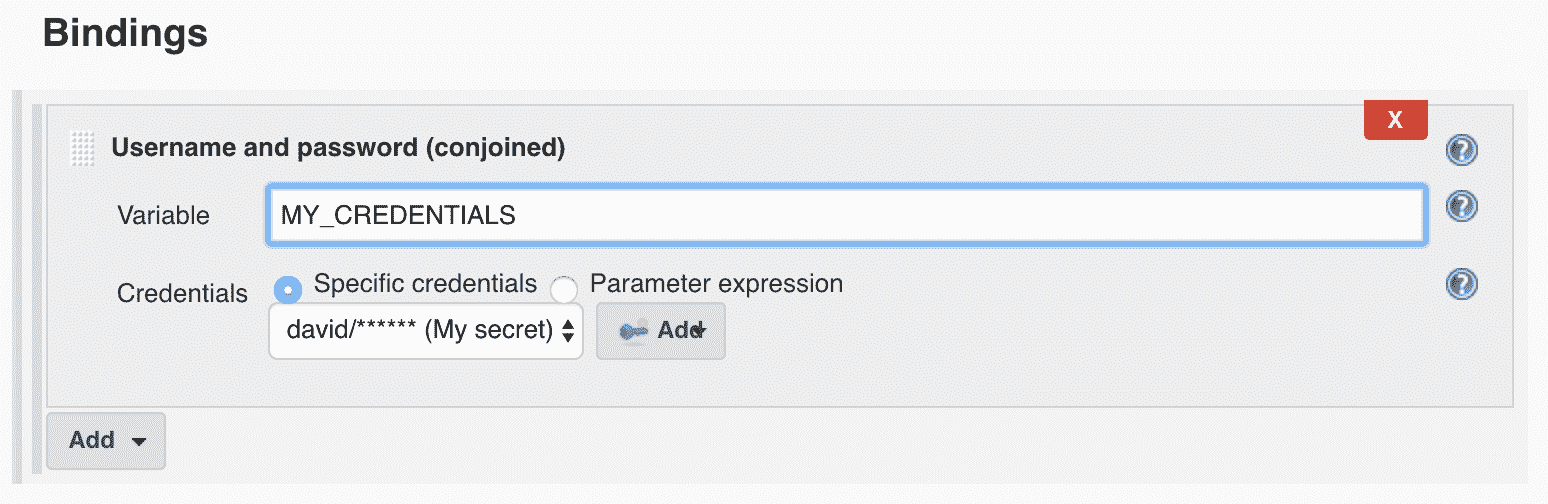 Bindings
X
Username and password (conjoined)
?
Variable MY_CREDENTIALS
?
Credentials Specific credentials Parameter expression
?
david/****** (My secret) Add
Add